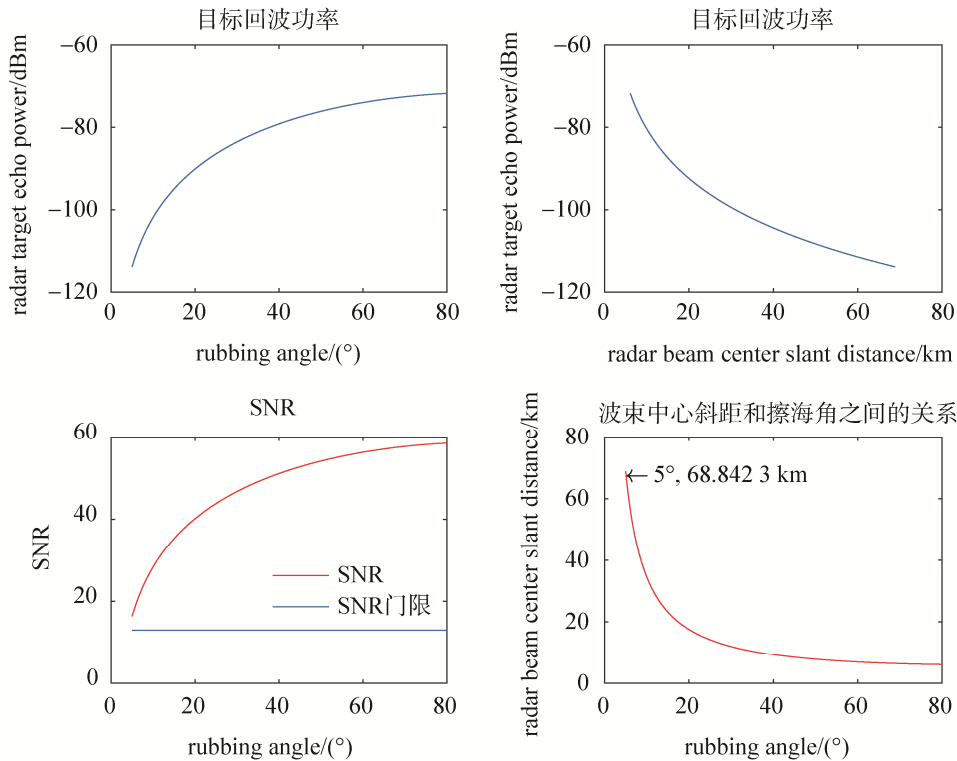 目标回波功率
radar target echo power/dBm
−60
−80
−100
−120
0 20 40 60 80
rubbing angle/(°)
目标回波功率
radar target echo power/dBm
−60
−80
−100
−120
0 20 40 60 80
radar beam center slant distance/km
SNR
SNR
60
40
20
0
SNR
SNR门限
0 20 40 60 80
rubbing angle/(°)
波束中心斜距和擦海角之间的关系
radar beam center slant distance/km
80
60
40
20
0
← 5°, 68.842 3 km
0 20 40 60 80
rubbing angle/(°)